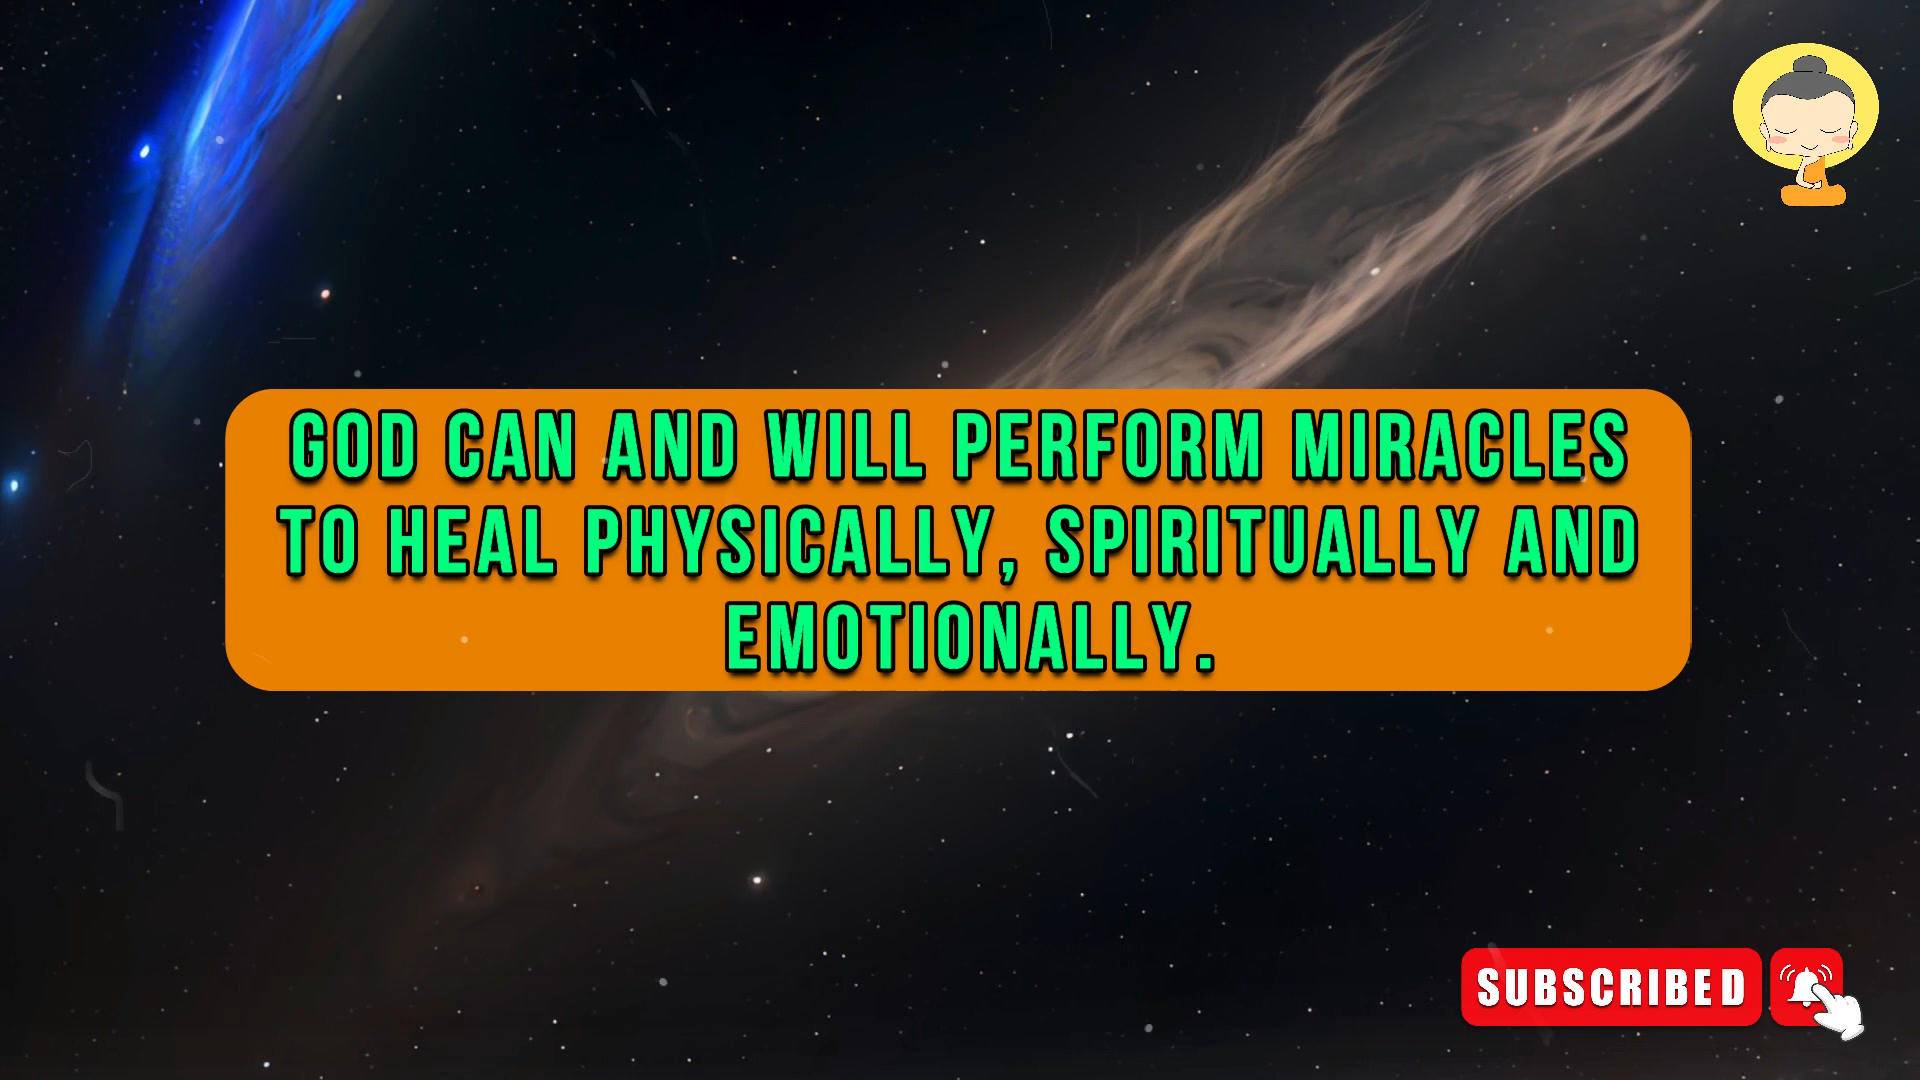 GOD CAN AND WILL PERFORM MIRACLES
TO HEAL PHYSICALLY, SPIRITUALLY AND
EMOTIONALLY.
SUBSCRIBED